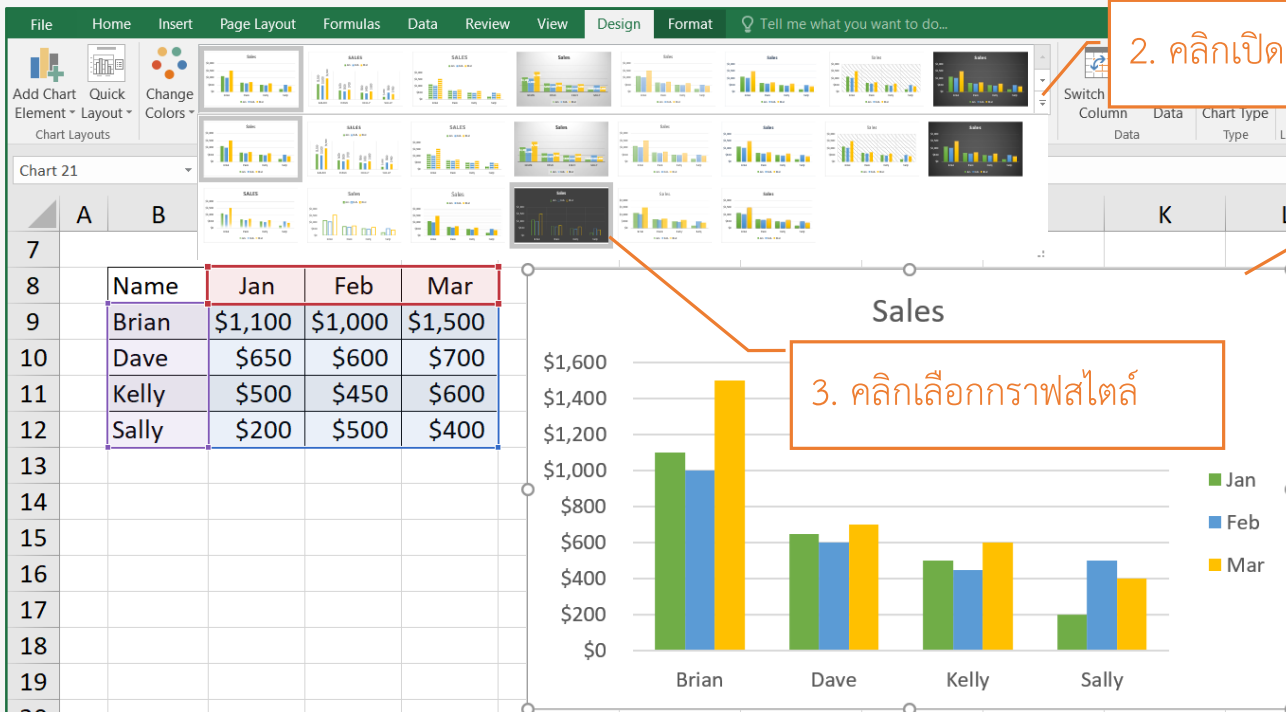 File Home Insert Page Layout Formulas Data Review View Design Format Tell me what you want to do...
2. คลิกเปิด
Add Chart Element Quick Layout Change Colors Switch Column Data Chart Type
Chart Layouts Data Type
Chart 21
A B K
7
8 Name Jan Feb Mar
9 Brian $1,100 $1,000 $1,500
10 Dave $650 $600 $700
11 Kelly $500 $450 $600
12 Sally $200 $500 $400
13
14
15
16
17
18
19
Sales
3. คลิกเลือกกราฟสไตล์
$1,600
$1,400
$1,200
$1,000
$800
$600
$400
$200
$0
Brian Dave Kelly Sally
Jan
Feb
Mar